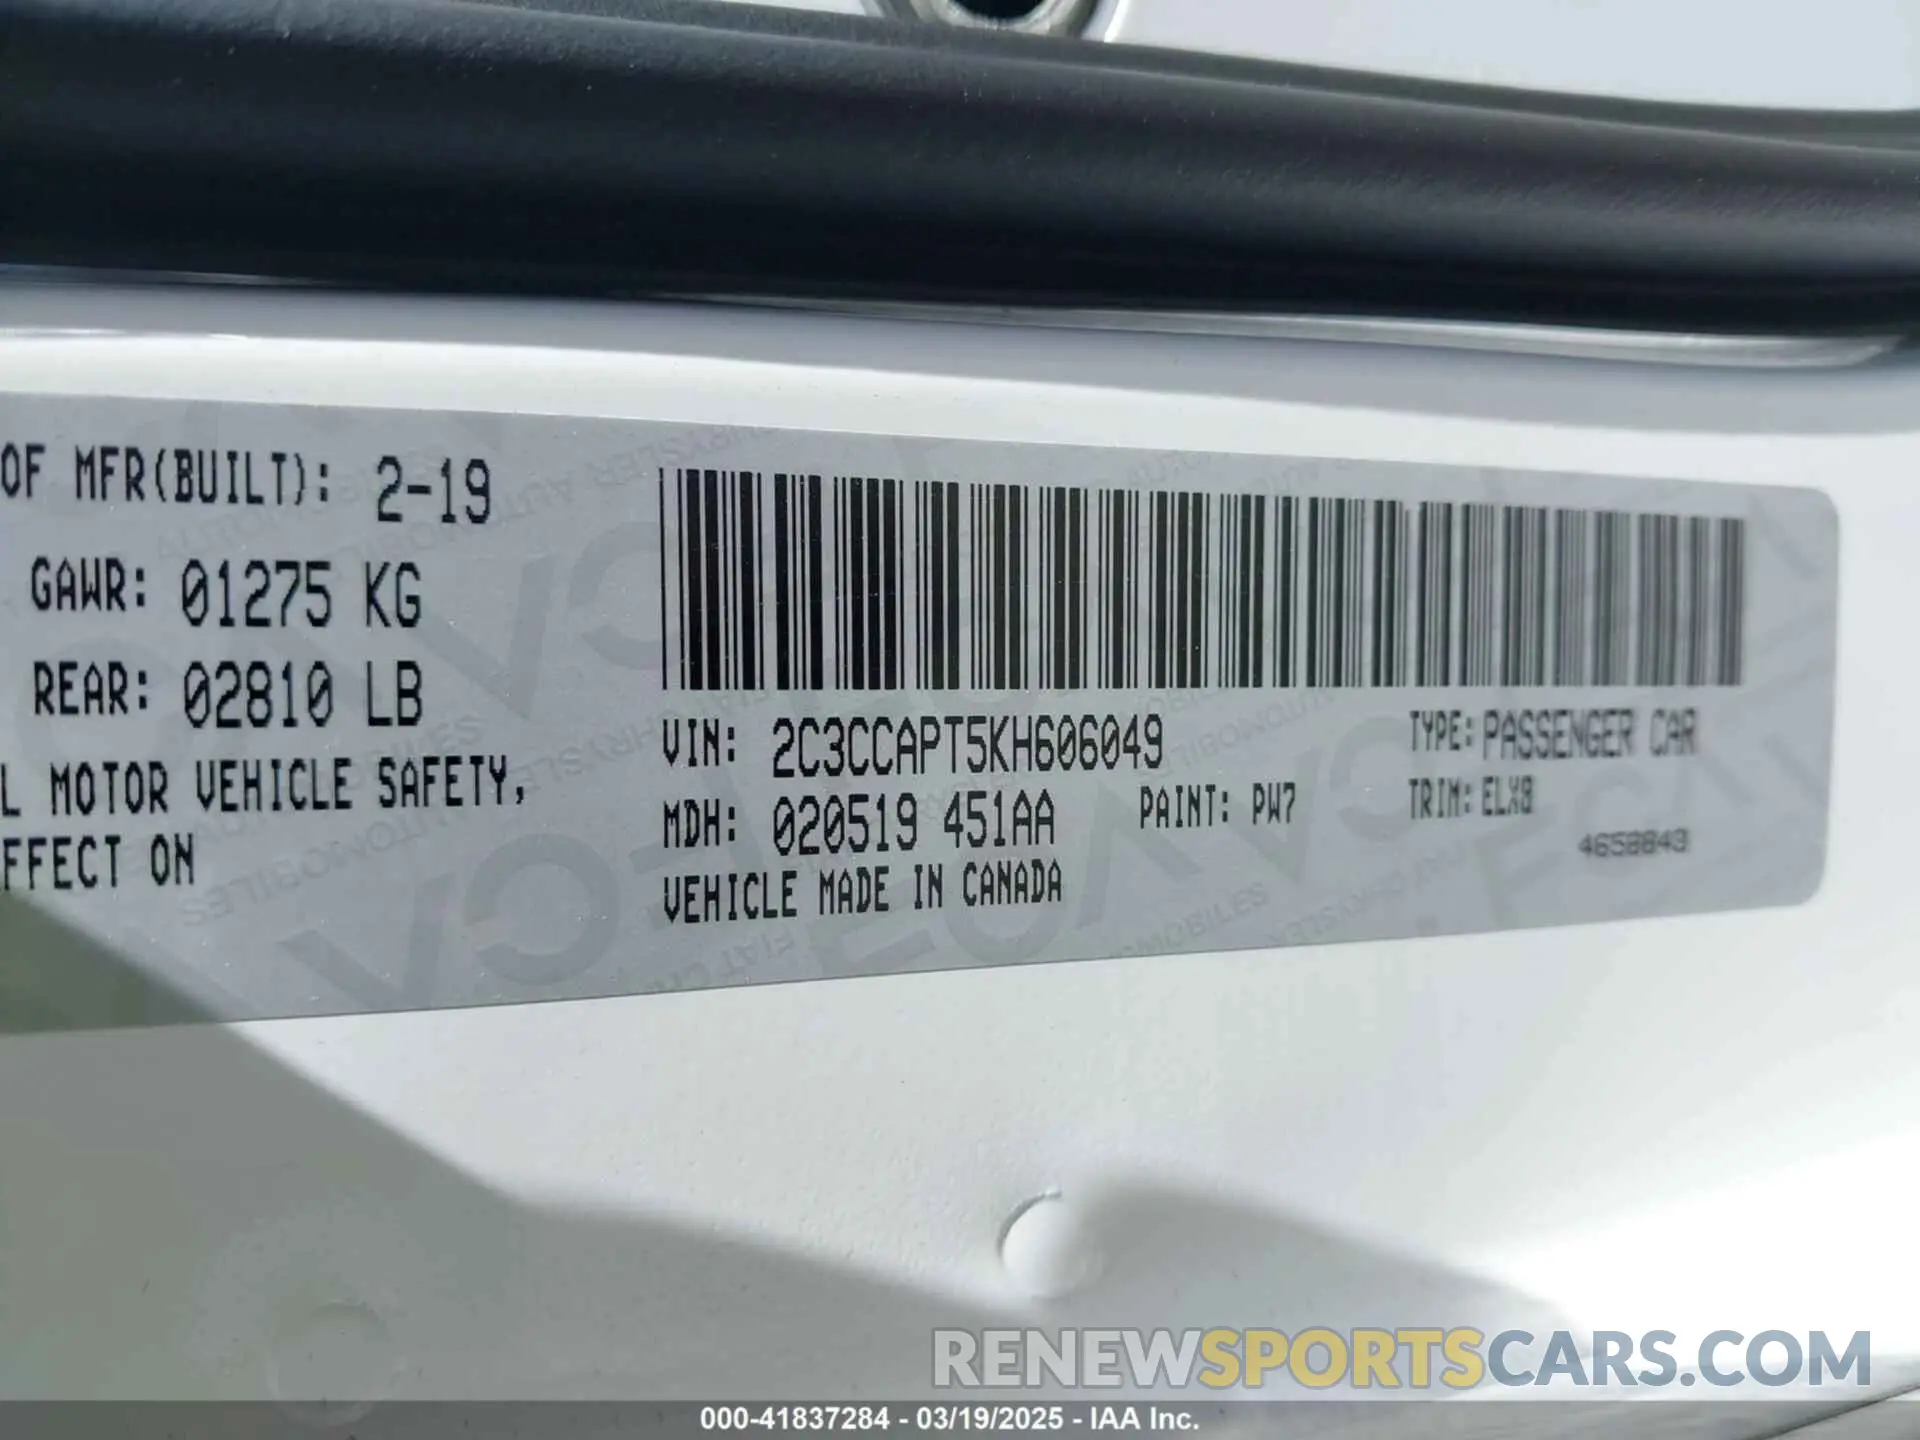 OF MFR(BUILT): 2-19
GAWR: 01275 KG
REAR: 02810 LB
L MOTOR VEHICLE SAFETY,
FFECT ON
VIN: 2C3CCAPT5KH606049
TYPE: PASSENGER CAR
MDH: 020519 451AA
PAINT: PW7
TRIM: ELX9
VEHICLE MADE IN CANADA
4658843
RENEWSPORTSCARS.COM
000-41837284 - 03/19/2025 - IAA Inc.